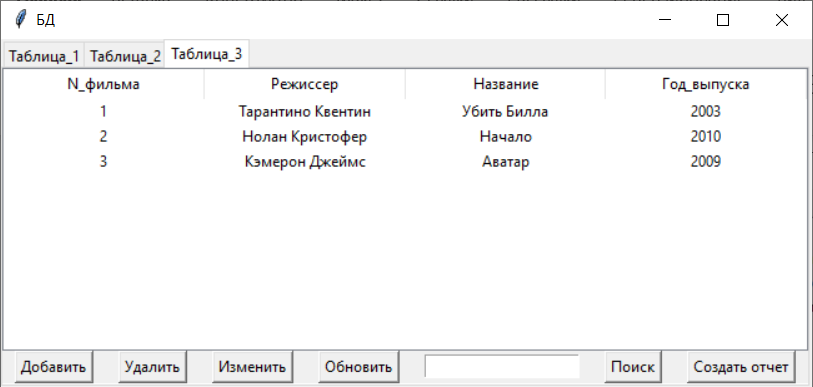 БД
Таблица_1 Таблица_2 Таблица_3
N_фильма Режиссер Название Год_выпуска
1 Тарантино Квентин Убить Билла 2003
2 Нолан Кристофер Начало 2010
3 Кэмерон Джеймс Аватар 2009
Добавить Удалить Изменить Обновить Поиск Создать отчет